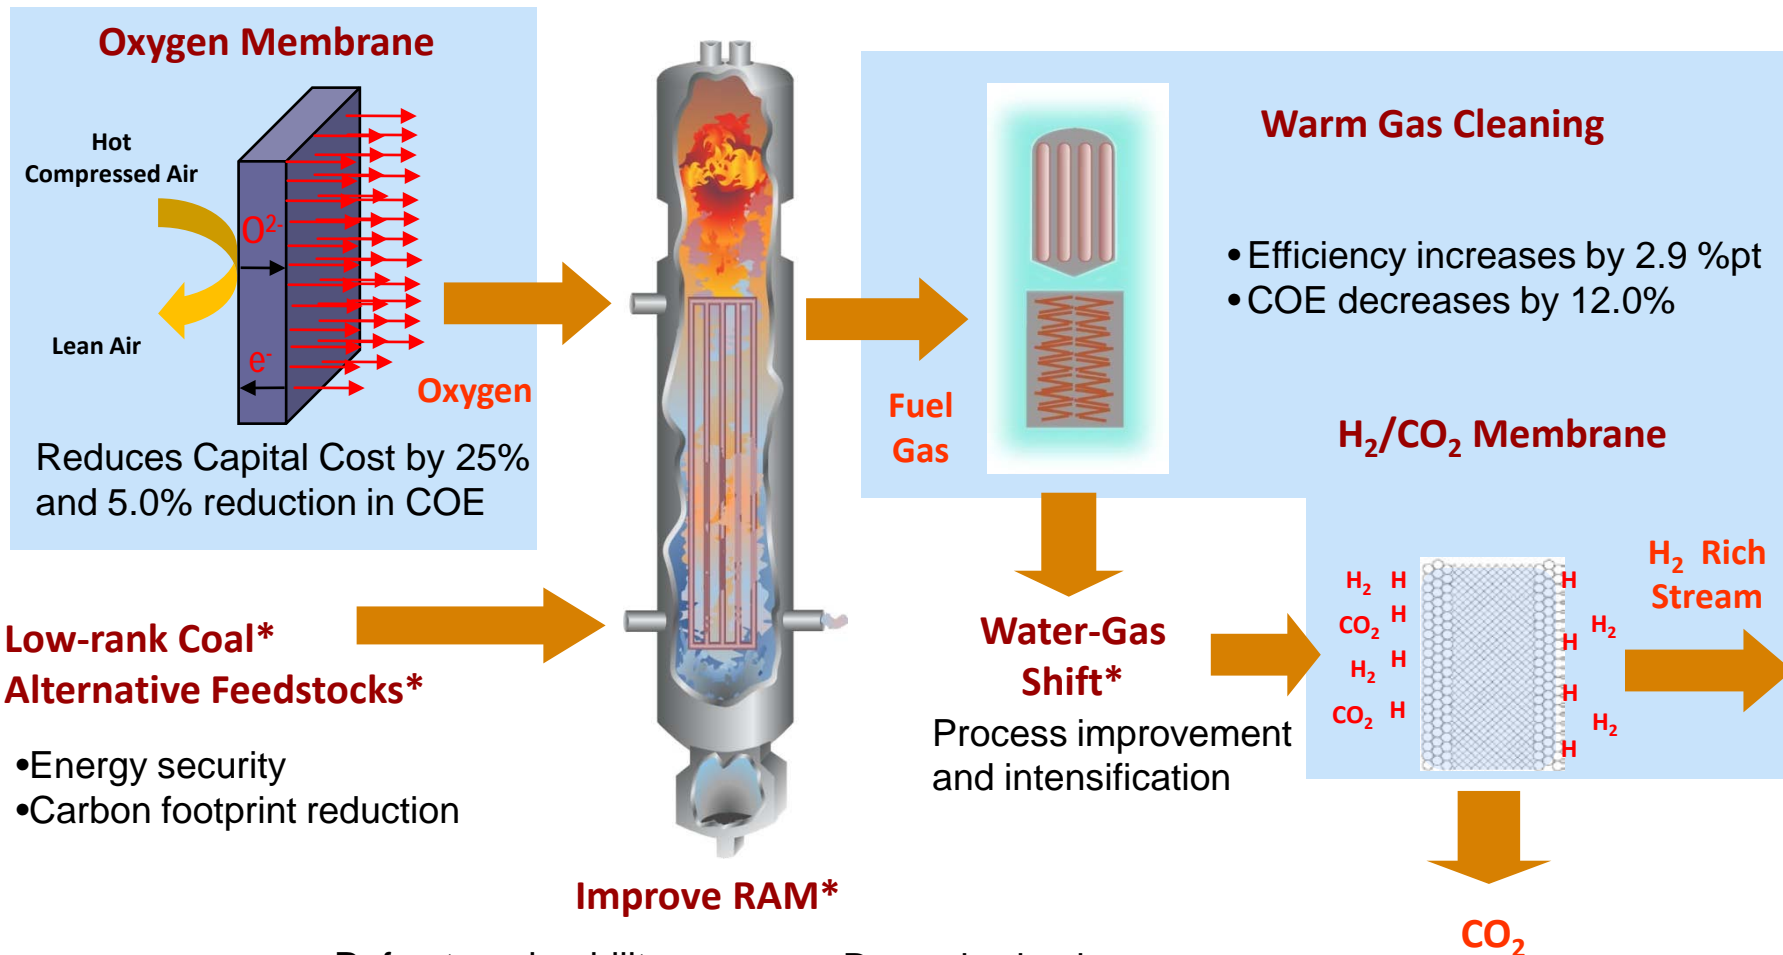 Oxygen Membrane
Hot
Compressed Air
O²⁻
Lean Air
e⁻
Oxygen
Reduces Capital Cost by 25%
and 5.0% reduction in COE
Low-rank Coal*
Alternative Feedstocks*
•Energy security
•Carbon footprint reduction
Improve RAM*
Fuel
Gas
Warm Gas Cleaning
•Efficiency increases by 2.9 %pt
•COE decreases by 12.0%
Water-Gas
Shift*
Process improvement
and intensification
H₂/CO₂ Membrane
H₂ H
CO₂ H
H₂ H
CO₂ H
H
H₂
H
H
H₂
H
H₂ Rich
Stream
CO₂